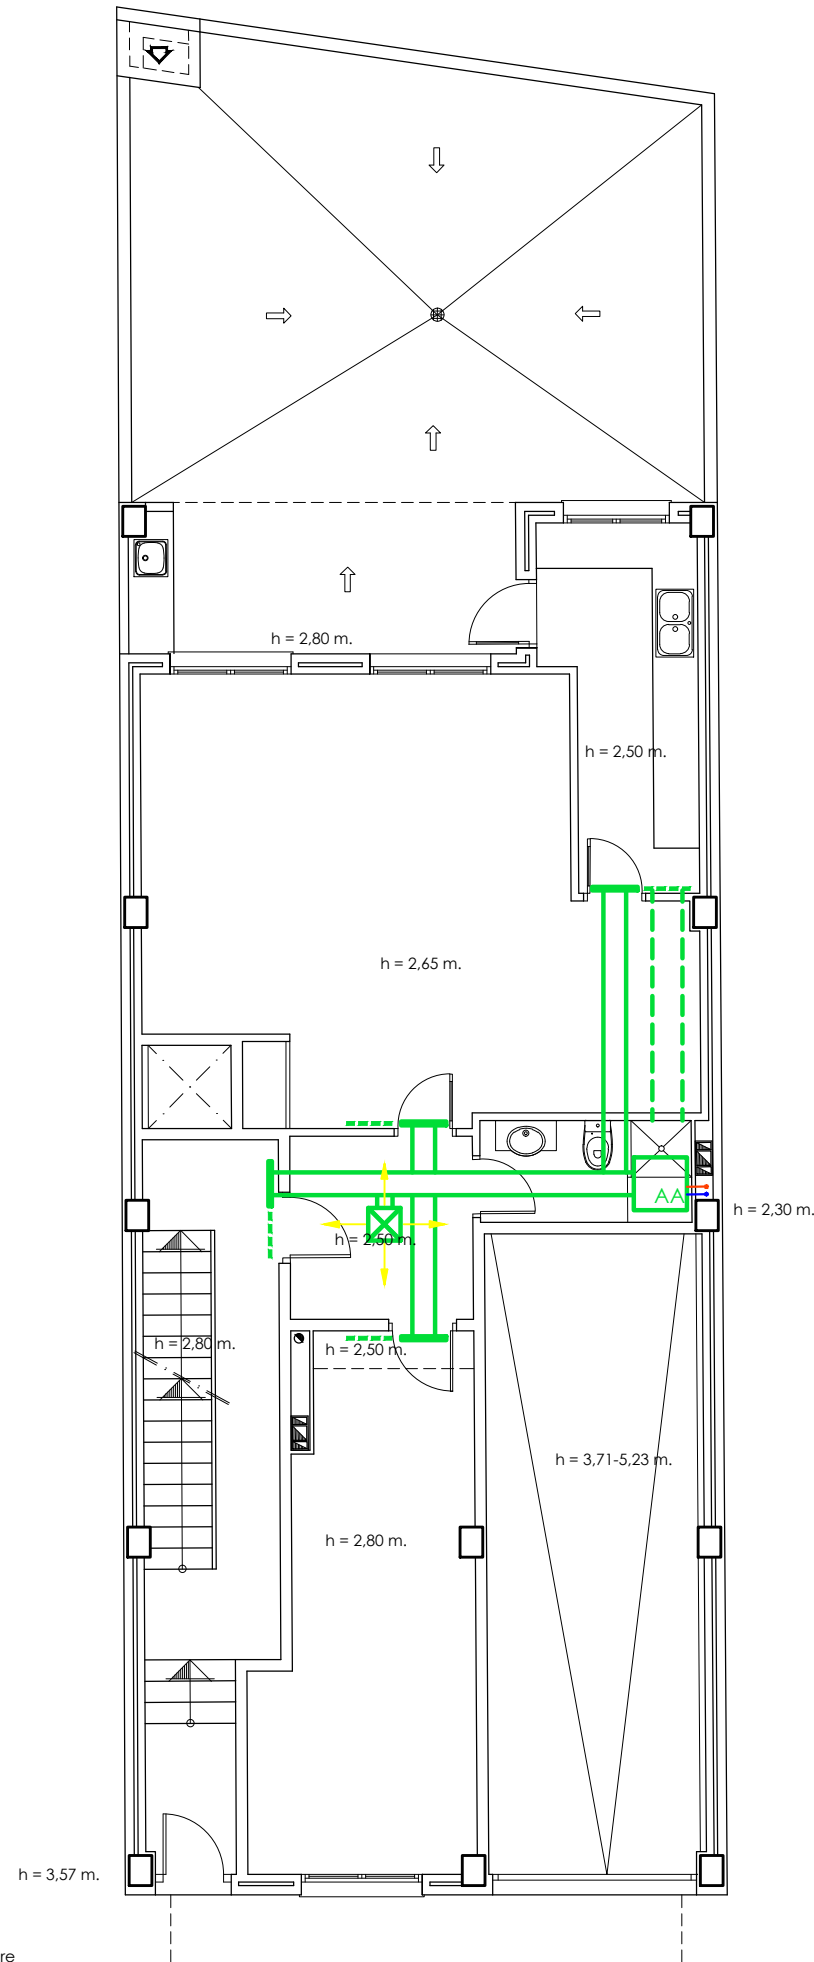 h = 2,80 m.
h = 2,50 m.
h = 2,65 m.
AA
h = 2,30 m.
h = 2,50 m.
h = 2,80 m.
h = 2,50 m.
h = 3,71-5,23 m.
h = 2,80 m.
h = 3,57 m.
re